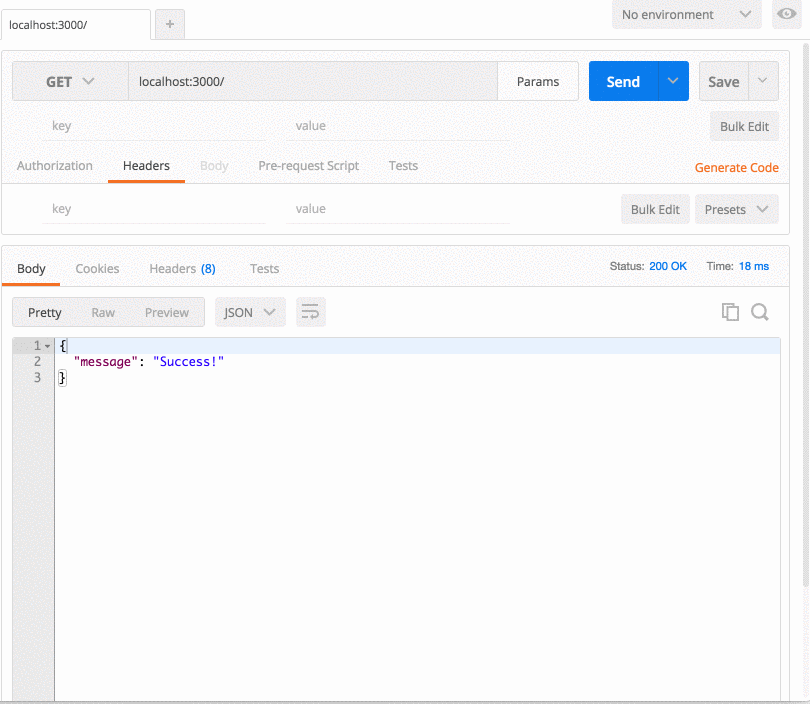 localhost:3000/ + No environment
GET localhost:3000/ Params Send Save
key value Bulk Edit
Authorization Headers Body Pre-request Script Tests Generate Code
key value Bulk Edit Presets
Body Cookies Headers (8) Tests Status: 200 OK Time: 18 ms
Pretty Raw Preview JSON
1 {
2 "message": "Success!"
3 }